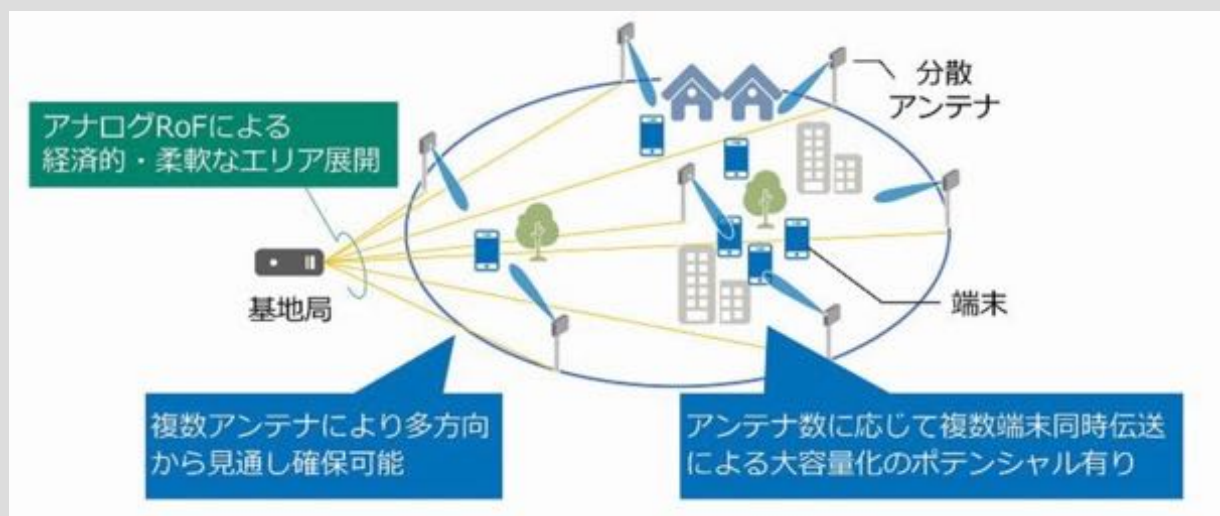 分散
アンテナ
アナログRoFによる
経済的・柔軟なエリア展開
基地局
端末
複数アンテナにより多方向
から見通し確保可能
アンテナ数に応じて複数端末同時伝送
による大容量化のポテンシャル有り